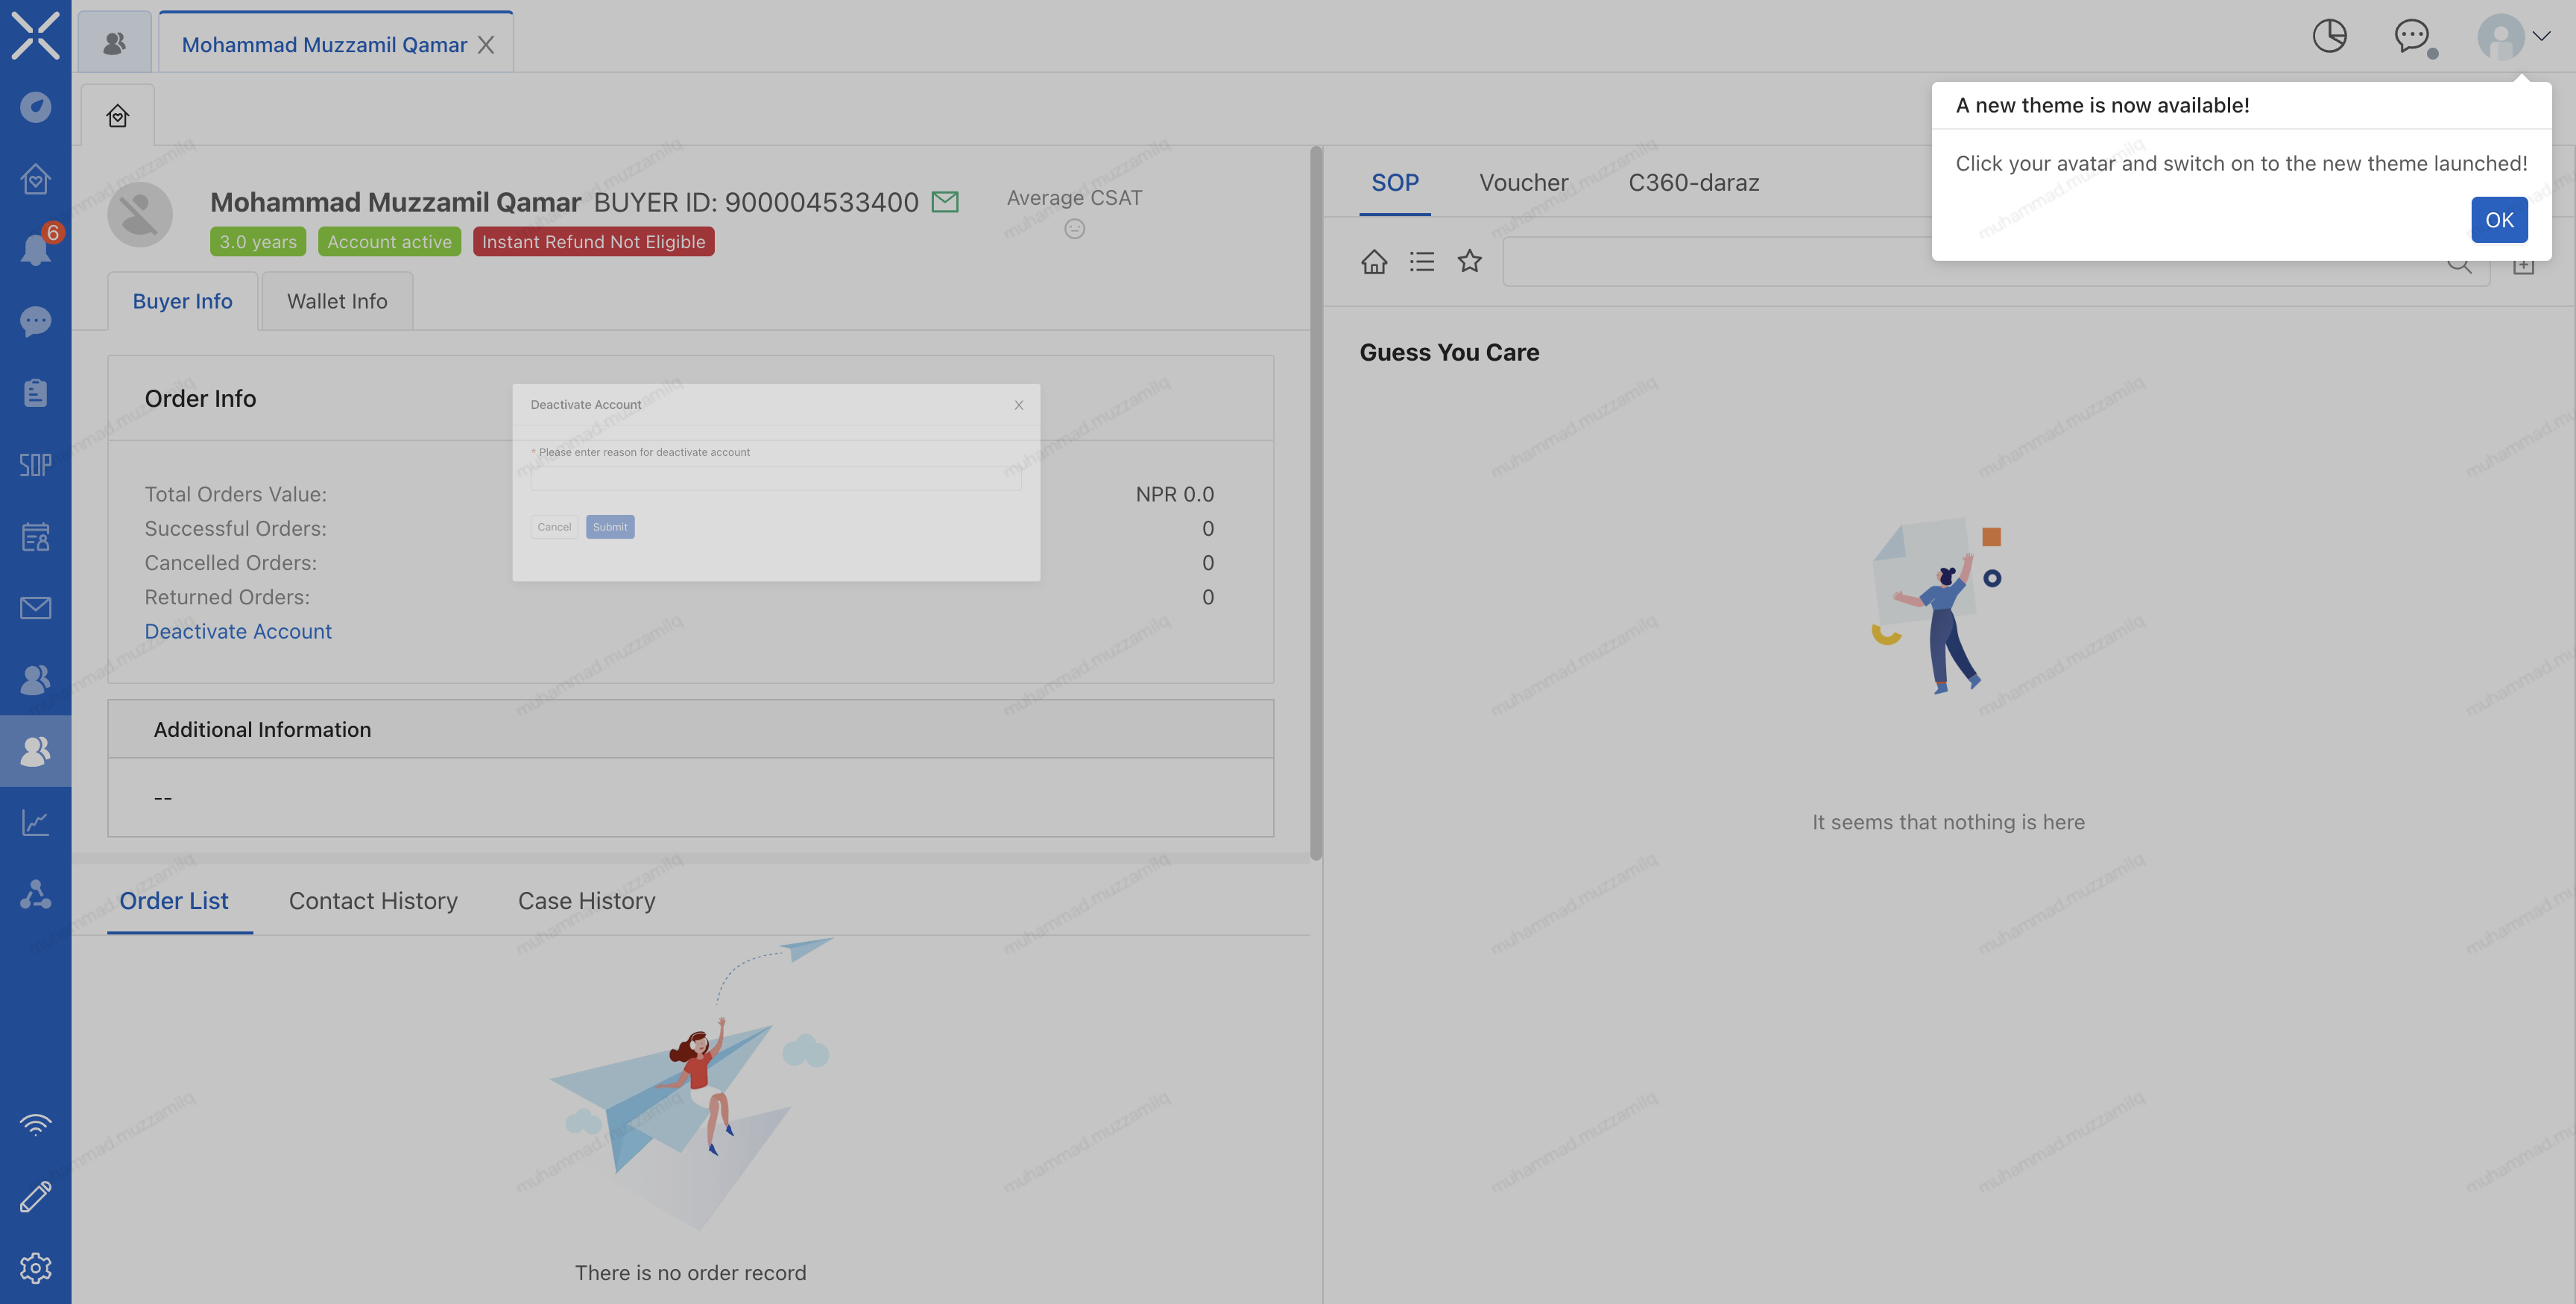 Mohammad Muzzamil Qamar
A new theme is now available!
Click your avatar and switch on to the new theme launched!
OK
6
SOP
Mohammad Muzzamil Qamar BUYER ID: 900004533400
Average CSAT
3.0 years
Account active
Instant Refund Not Eligible
Buyer Info
Wallet Info
Order Info
Total Orders Value: NPR 0.0
Successful Orders: 0
Cancelled Orders: 0
Returned Orders: 0
Deactivate Account
Deactivate Account
* Please enter reason for deactivate account
Cancel
Submit
Additional Information
--
Order List
Contact History
Case History
There is no order record
SOP
Voucher
C360-daraz
Guess You Care
It seems that nothing is here
muhammad.muzzamilq